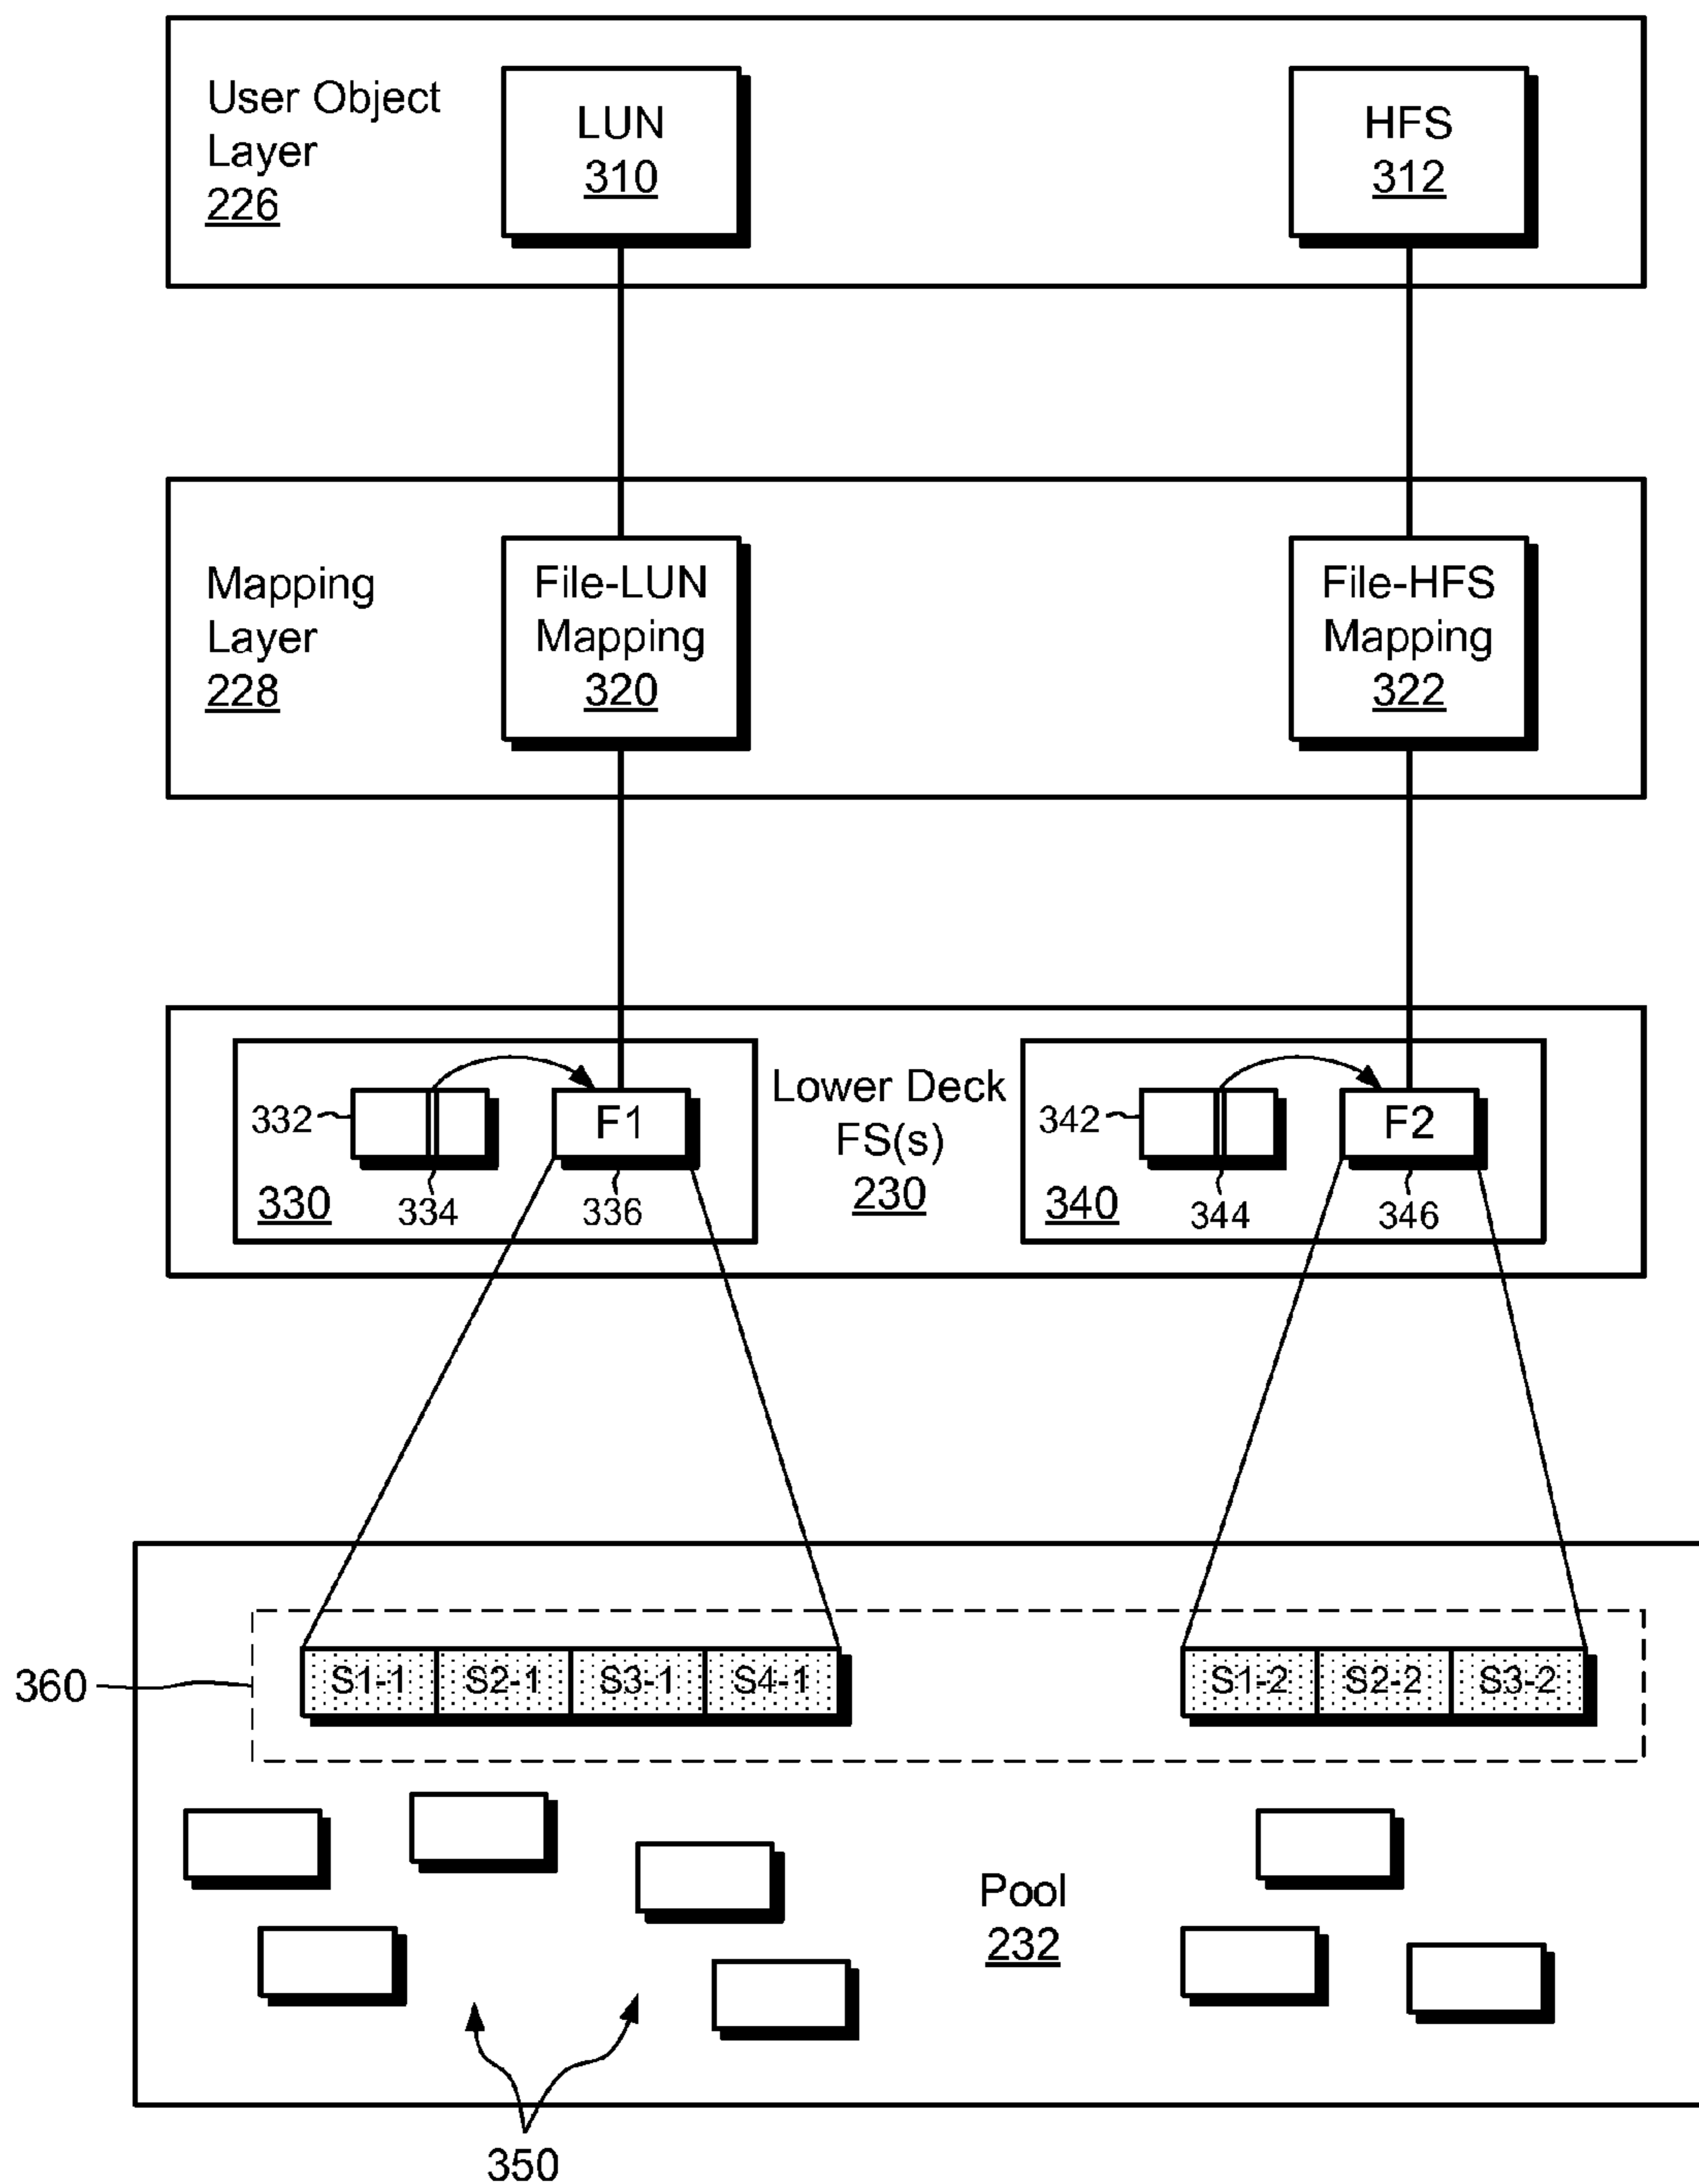 User Object
Layer
226
LUN
310
HFS
312
Mapping
Layer
228
File-LUN
Mapping
320
File-HFS
Mapping
322
332
334
F1
336
330
Lower Deck
FS(s)
230
342
344
F2
346
340
360
S1-1
S2-1
S3-1
S4-1
S1-2
S2-2
S3-2
Pool
232
350